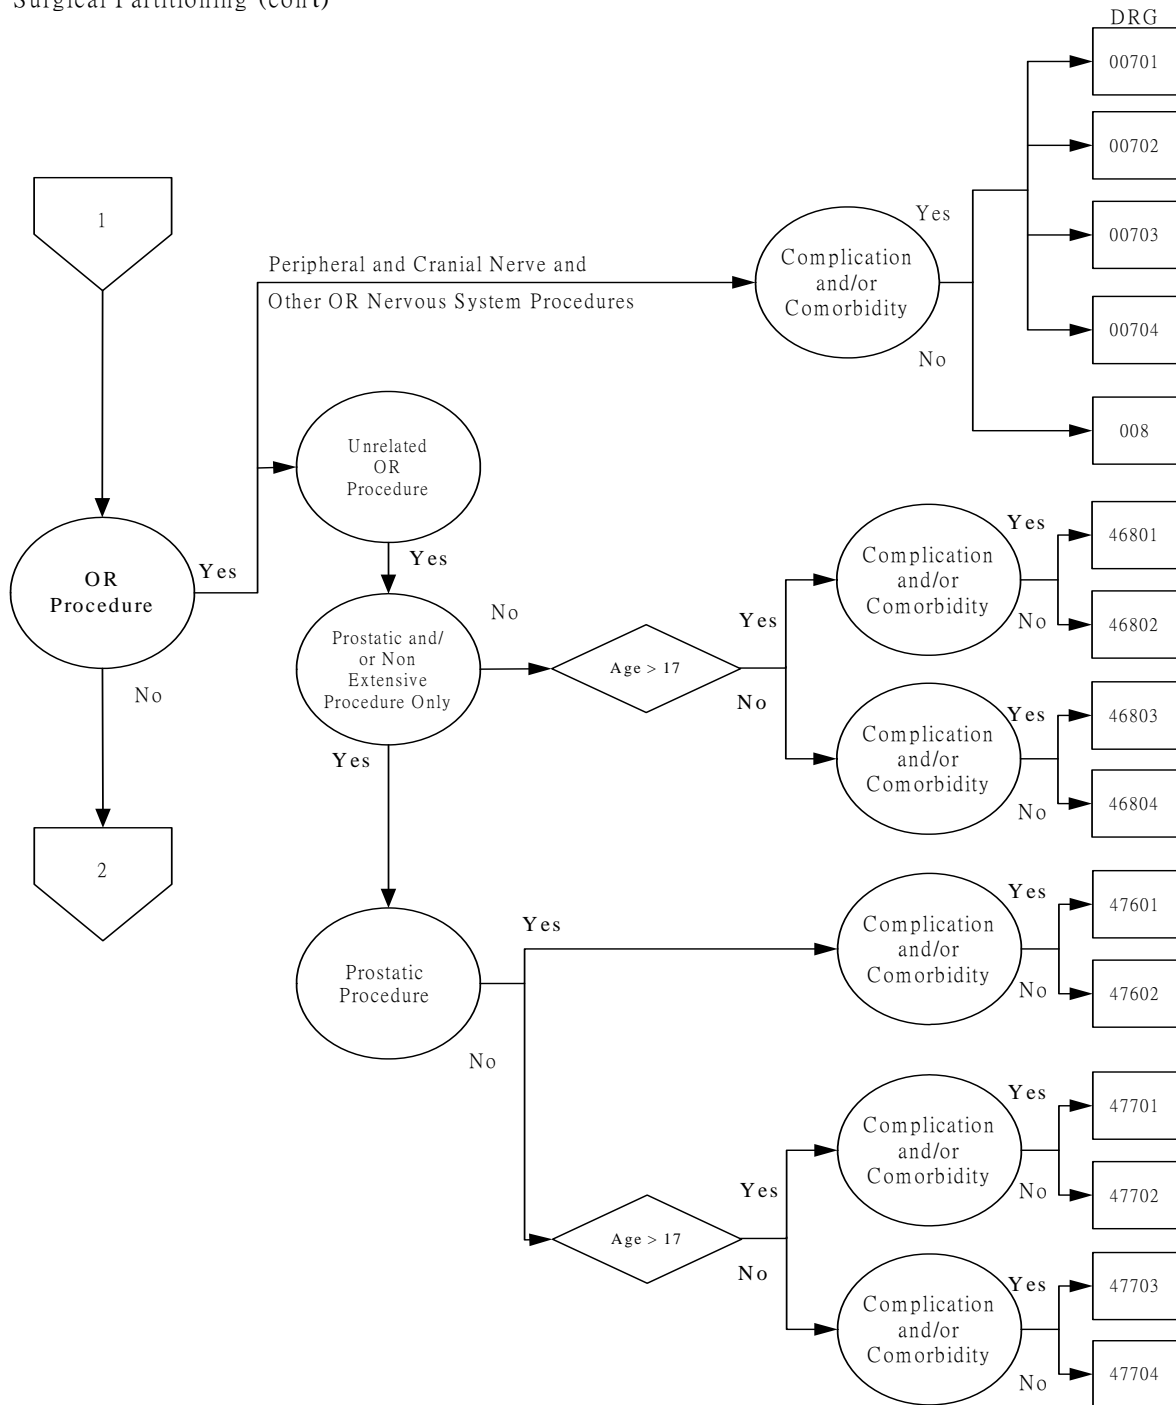 Surgical Partitioning (cont)
DRG
00701
00702
1
00703
Yes
Peripheral and Cranial Nerve and
Other OR Nervous System Procedures
Complication
and/or
Comorbidity
00704
No
008
Unrelated
OR
Procedure
Yes
OR
Procedure
Yes
No
Prostatic and/
or Non
Extensive
Procedure Only
No
Yes
Age > 17
Yes
No
Complication
and/or
Comorbidity
Yes
No
46801
46802
Complication
and/or
Comorbidity
Yes
No
46803
46804
2
Prostatic
Procedure
Yes
No
Complication
and/or
Comorbidity
Yes
No
47601
47602
Age > 17
Yes
No
Complication
and/or
Comorbidity
Yes
No
47701
47702
Complication
and/or
Comorbidity
Yes
No
47703
47704